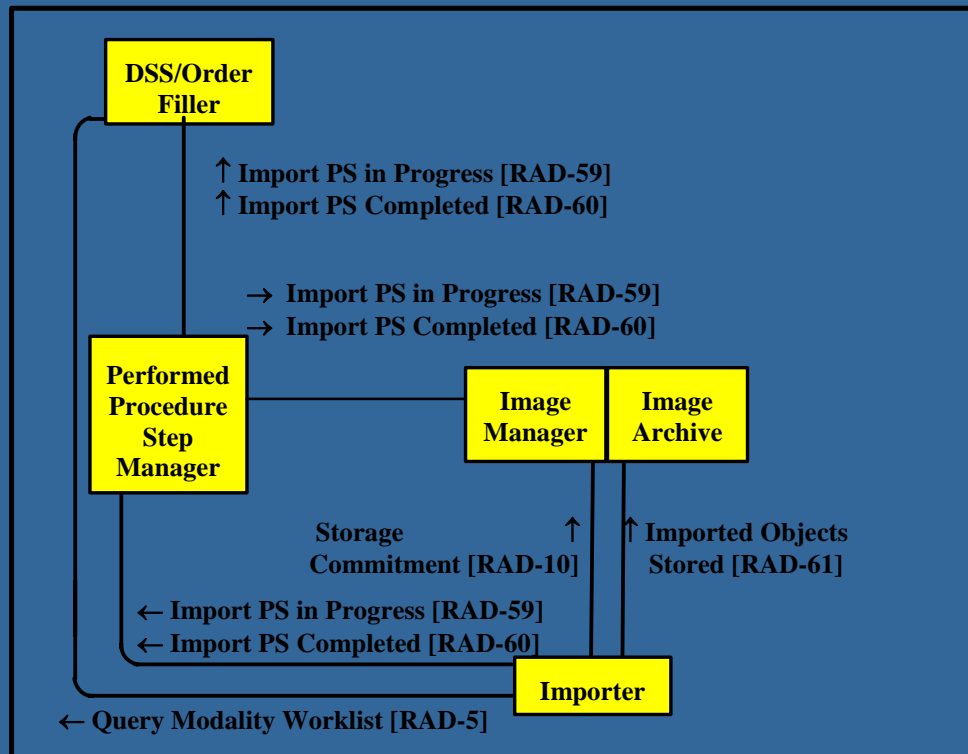 DSS/Order
Filler
↑ Import PS in Progress [RAD-59]
↑ Import PS Completed [RAD-60]
→ Import PS in Progress [RAD-59]
→ Import PS Completed [RAD-60]
Performed
Procedure
Step
Manager
Image
Manager
Image
Archive
Storage ↑
Commitment [RAD-10]
↑ Imported Objects
Stored [RAD-61]
← Import PS in Progress [RAD-59]
← Import PS Completed [RAD-60]
Importer
← Query Modality Worklist [RAD-5]